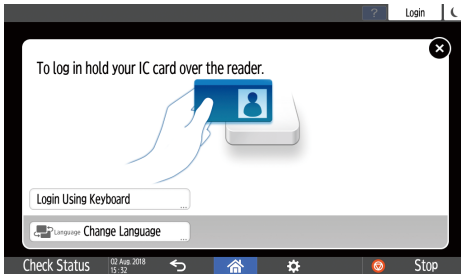 ? Login
To log in hold your IC card over the reader.
Login Using Keyboard ...
Language Change Language ...
Check Status 02 Aug 2018 Stop
15:32